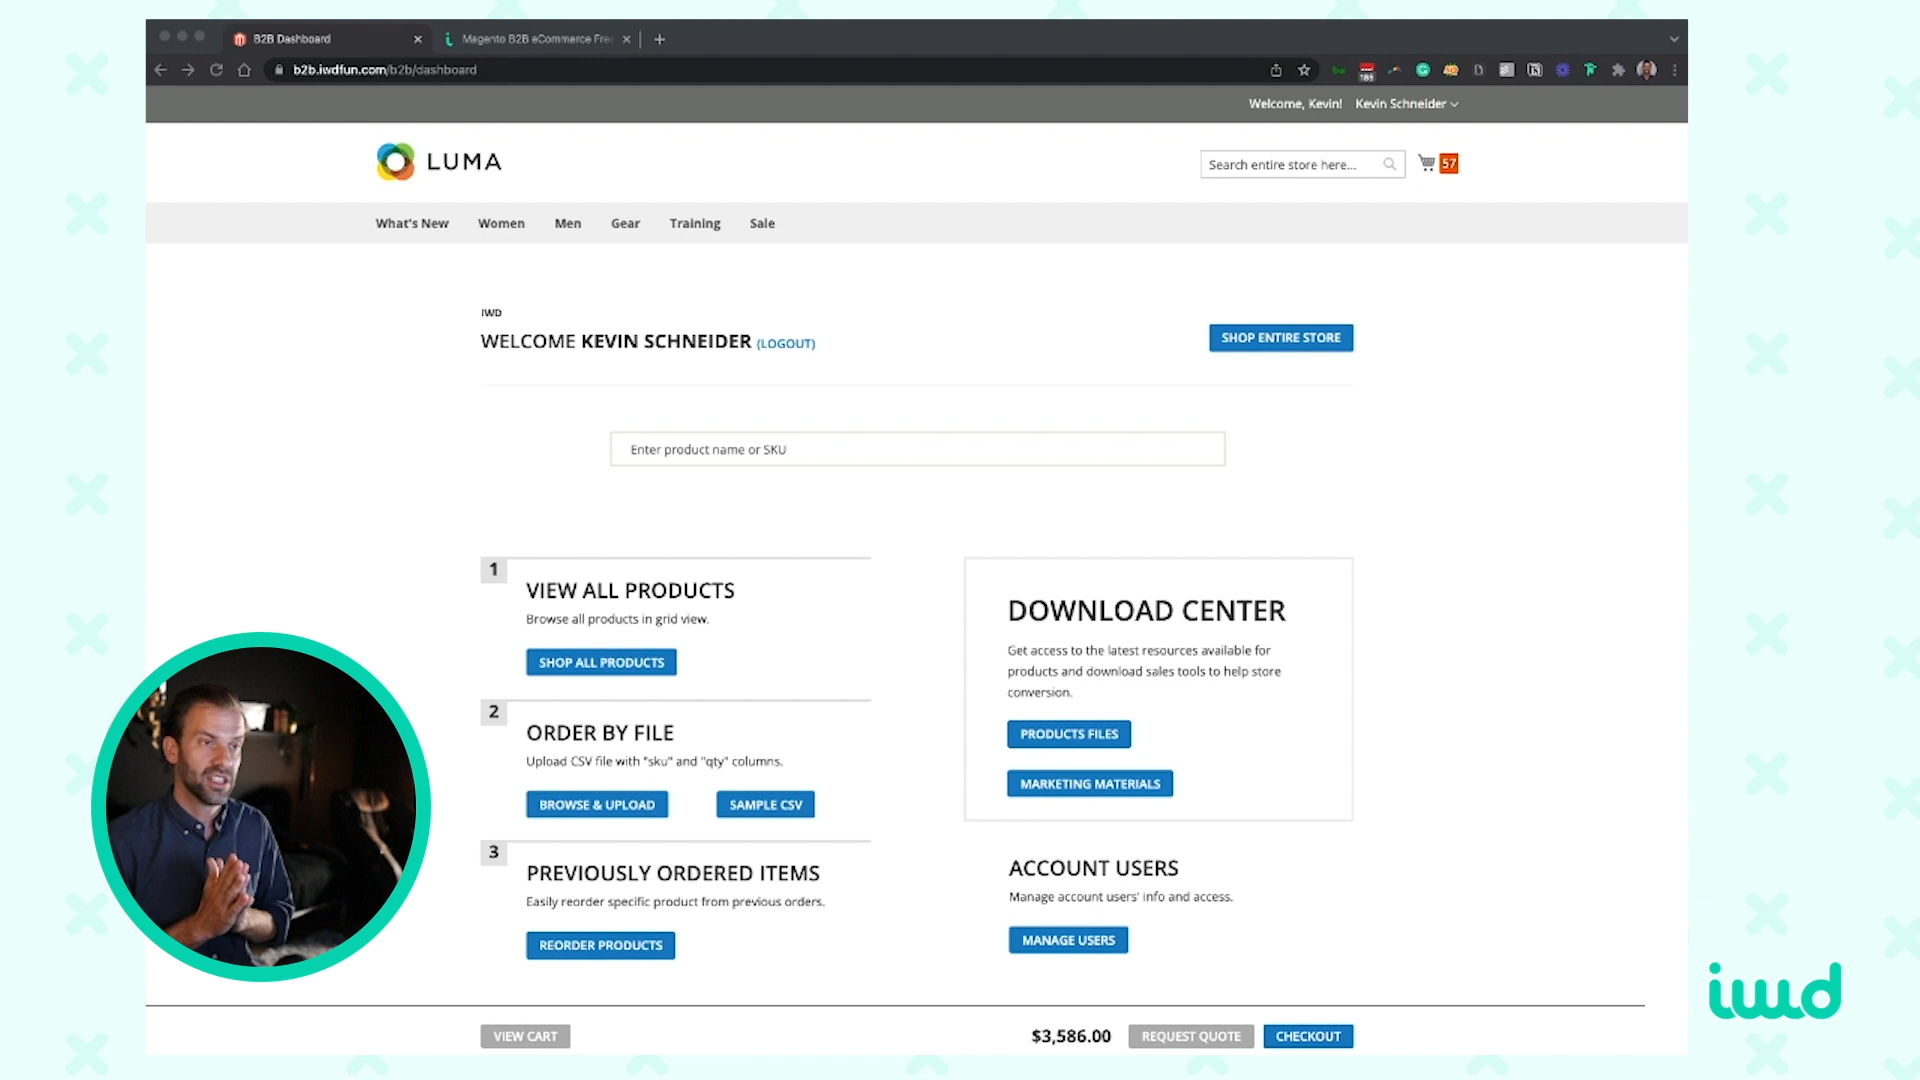 B2B Dashboard
Magento B2B eCommerce Fre
b2b.iwdfun.com/b2b/dashboard
185
Welcome, Kevin! Kevin Schneider
LUMA
Search entire store here...
57
What's New Women Men Gear Training Sale
IWD
WELCOME KEVIN SCHNEIDER (LOGOUT)
SHOP ENTIRE STORE
Enter product name or SKU
1
VIEW ALL PRODUCTS
Browse all products in grid view.
SHOP ALL PRODUCTS
2
ORDER BY FILE
Upload CSV file with "sku" and "qty" columns.
BROWSE & UPLOAD SAMPLE CSV
3
PREVIOUSLY ORDERED ITEMS
Easily reorder specific product from previous orders.
REORDER PRODUCTS
DOWNLOAD CENTER
Get access to the latest resources available for
products and download sales tools to help store
conversion.
PRODUCTS FILES
MARKETING MATERIALS
ACCOUNT USERS
Manage account users' info and access.
MANAGE USERS
VIEW CART
$3,586.00 REQUEST QUOTE CHECKOUT
iwd